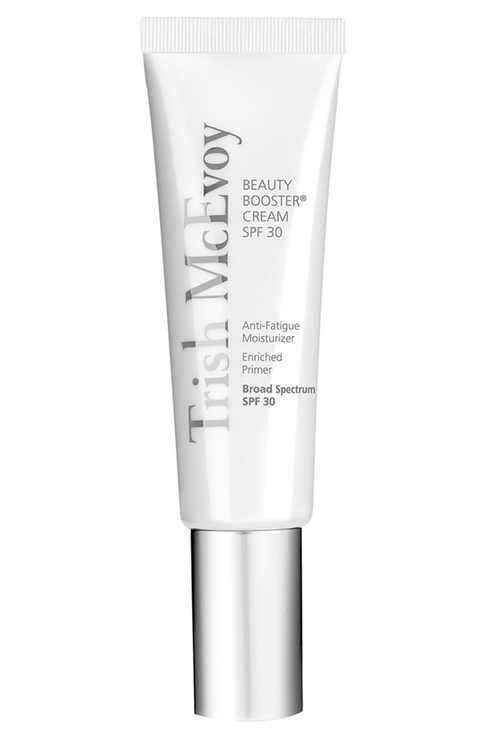 Trish McEvoy
BEAUTY
BOOSTER®
CREAM
SPF 30
Anti-Fatigue
Moisturizer
Enriched
Primer
Broad Spectrum
SPF 30